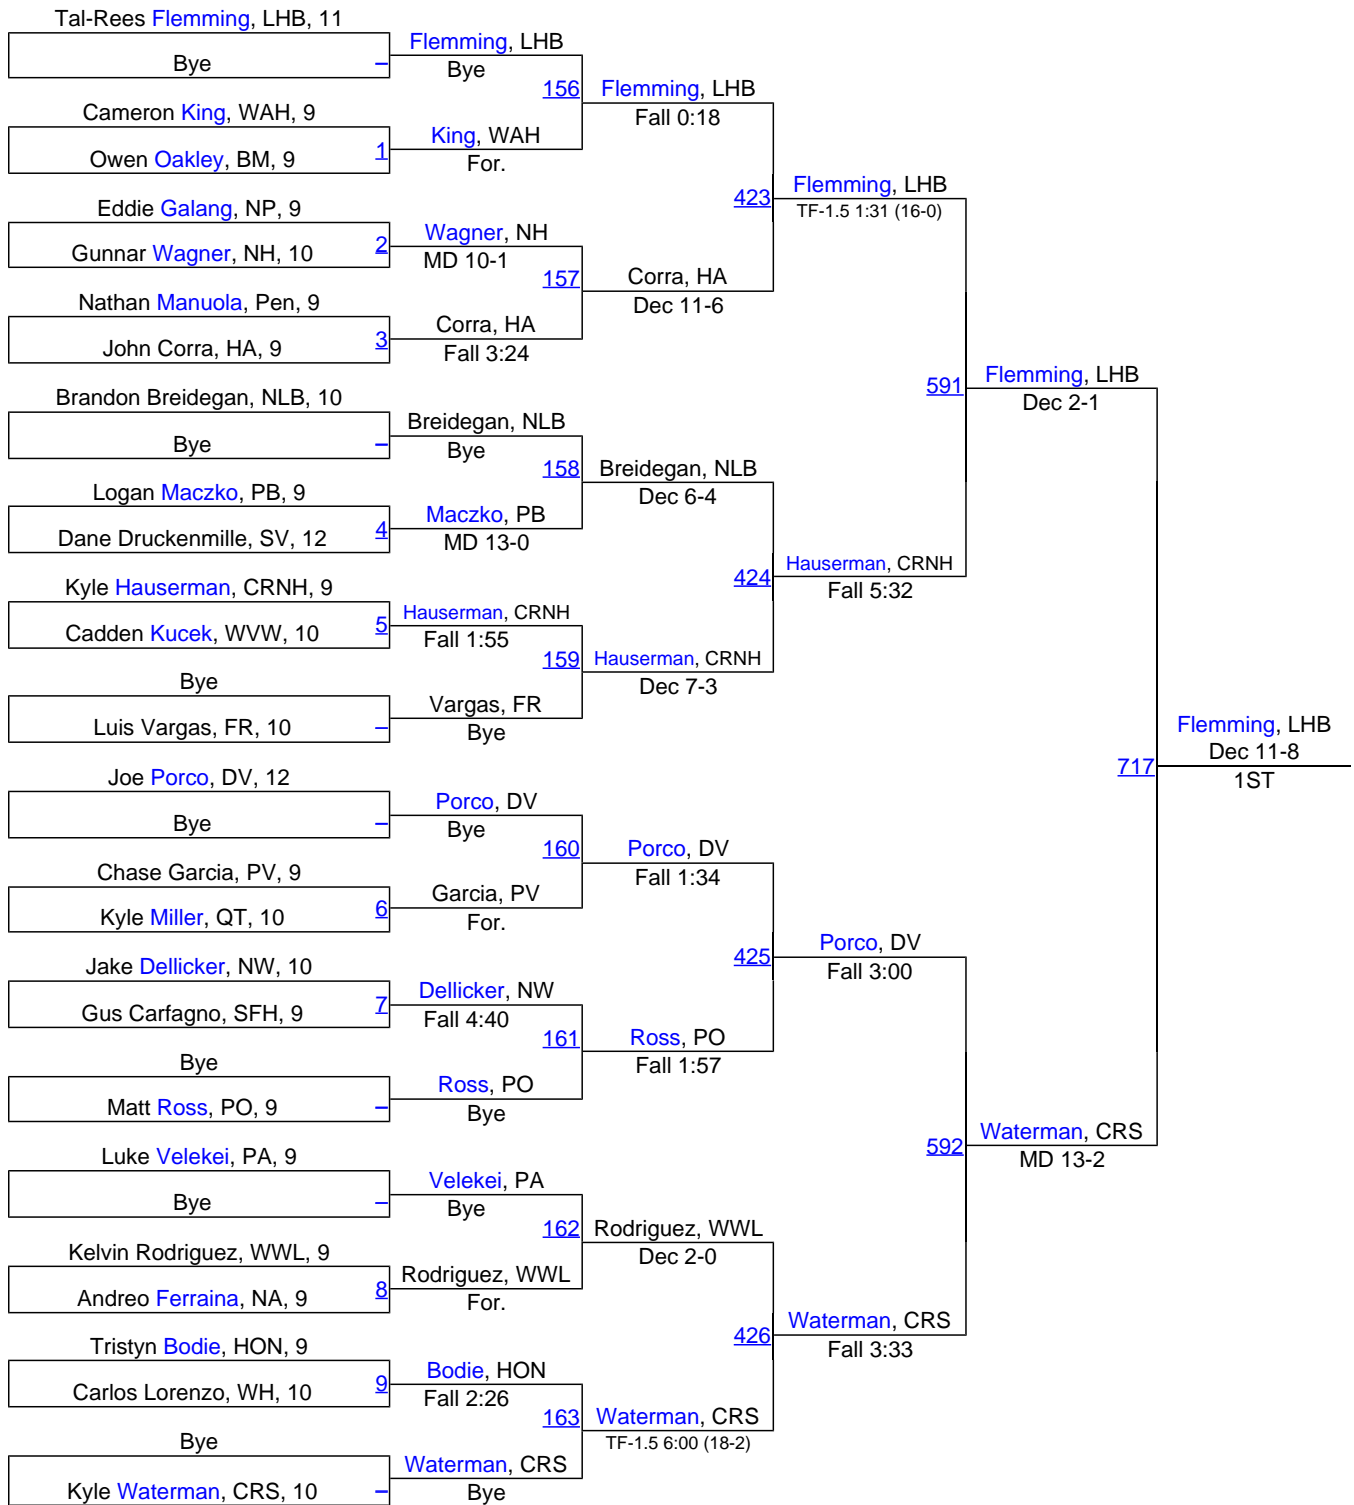 Tal-Rees Flemming, LHB, 11
Bye
–
Cameron King, WAH, 9
Owen Oakley, BM, 9
1
Eddie Galang, NP, 9
Gunnar Wagner, NH, 10
2
Nathan Manuola, Pen, 9
John Corra, HA, 9
3
Brandon Breidegan, NLB, 10
Bye
–
Logan Maczko, PB, 9
Dane Druckenmille, SV, 12
4
Kyle Hauserman, CRNH, 9
Cadden Kucek, WVW, 10
5
Bye
Luis Vargas, FR, 10
–
Joe Porco, DV, 12
Bye
–
Chase Garcia, PV, 9
Kyle Miller, QT, 10
6
Jake Dellicker, NW, 10
Gus Carfagno, SFH, 9
7
Bye
Matt Ross, PO, 9
–
Luke Velekei, PA, 9
Bye
–
Kelvin Rodriguez, WWL, 9
Andreo Ferraina, NA, 9
8
Tristyn Bodie, HON, 9
Carlos Lorenzo, WH, 10
9
Bye
Kyle Waterman, CRS, 10
–
Flemming, LHB
Bye
156
King, WAH
For.
Wagner, NH
MD 10-1
157
Corra, HA
Fall 3:24
Breidegan, NLB
Bye
158
Maczko, PB
MD 13-0
Hauserman, CRNH
Fall 1:55
159
Vargas, FR
Bye
Porco, DV
Bye
160
Garcia, PV
For.
Dellicker, NW
Fall 4:40
161
Ross, PO
Bye
Velekei, PA
Bye
162
Rodriguez, WWL
For.
Bodie, HON
Fall 2:26
163
Waterman, CRS
Bye
Flemming, LHB
Fall 0:18
423
Corra, HA
Dec 11-6
Breidegan, NLB
Dec 6-4
424
Hauserman, CRNH
Dec 7-3
Porco, DV
Fall 1:34
425
Ross, PO
Fall 1:57
Rodriguez, WWL
Dec 2-0
426
Waterman, CRS
TF-1.5 6:00 (18-2)
Flemming, LHB
TF-1.5 1:31 (16-0)
591
Hauserman, CRNH
Fall 5:32
Porco, DV
Fall 3:00
592
Waterman, CRS
Fall 3:33
Flemming, LHB
Dec 2-1
717
Waterman, CRS
MD 13-2
Flemming, LHB
Dec 11-8
1ST